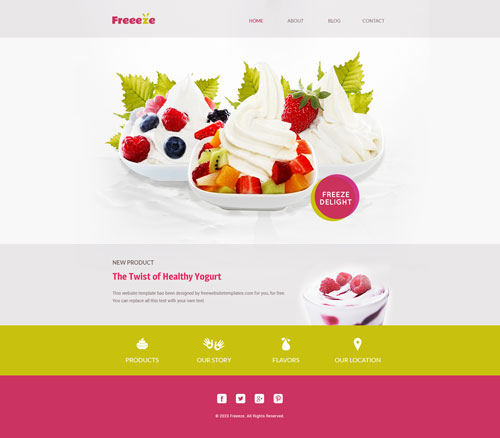 Freeeze
HOME ABOUT BLOG CONTACT
FREEZE
DELIGHT
NEW PRODUCT
The Twist of Healthy Yogurt
This website template has been designed by freewebsitetemplates.com for you, for free.
You can replace all this text with your own text.
PRODUCTS OUR STORY FLAVORS OUR LOCATION
© 2023 Freeeze. All Rights Reserved.